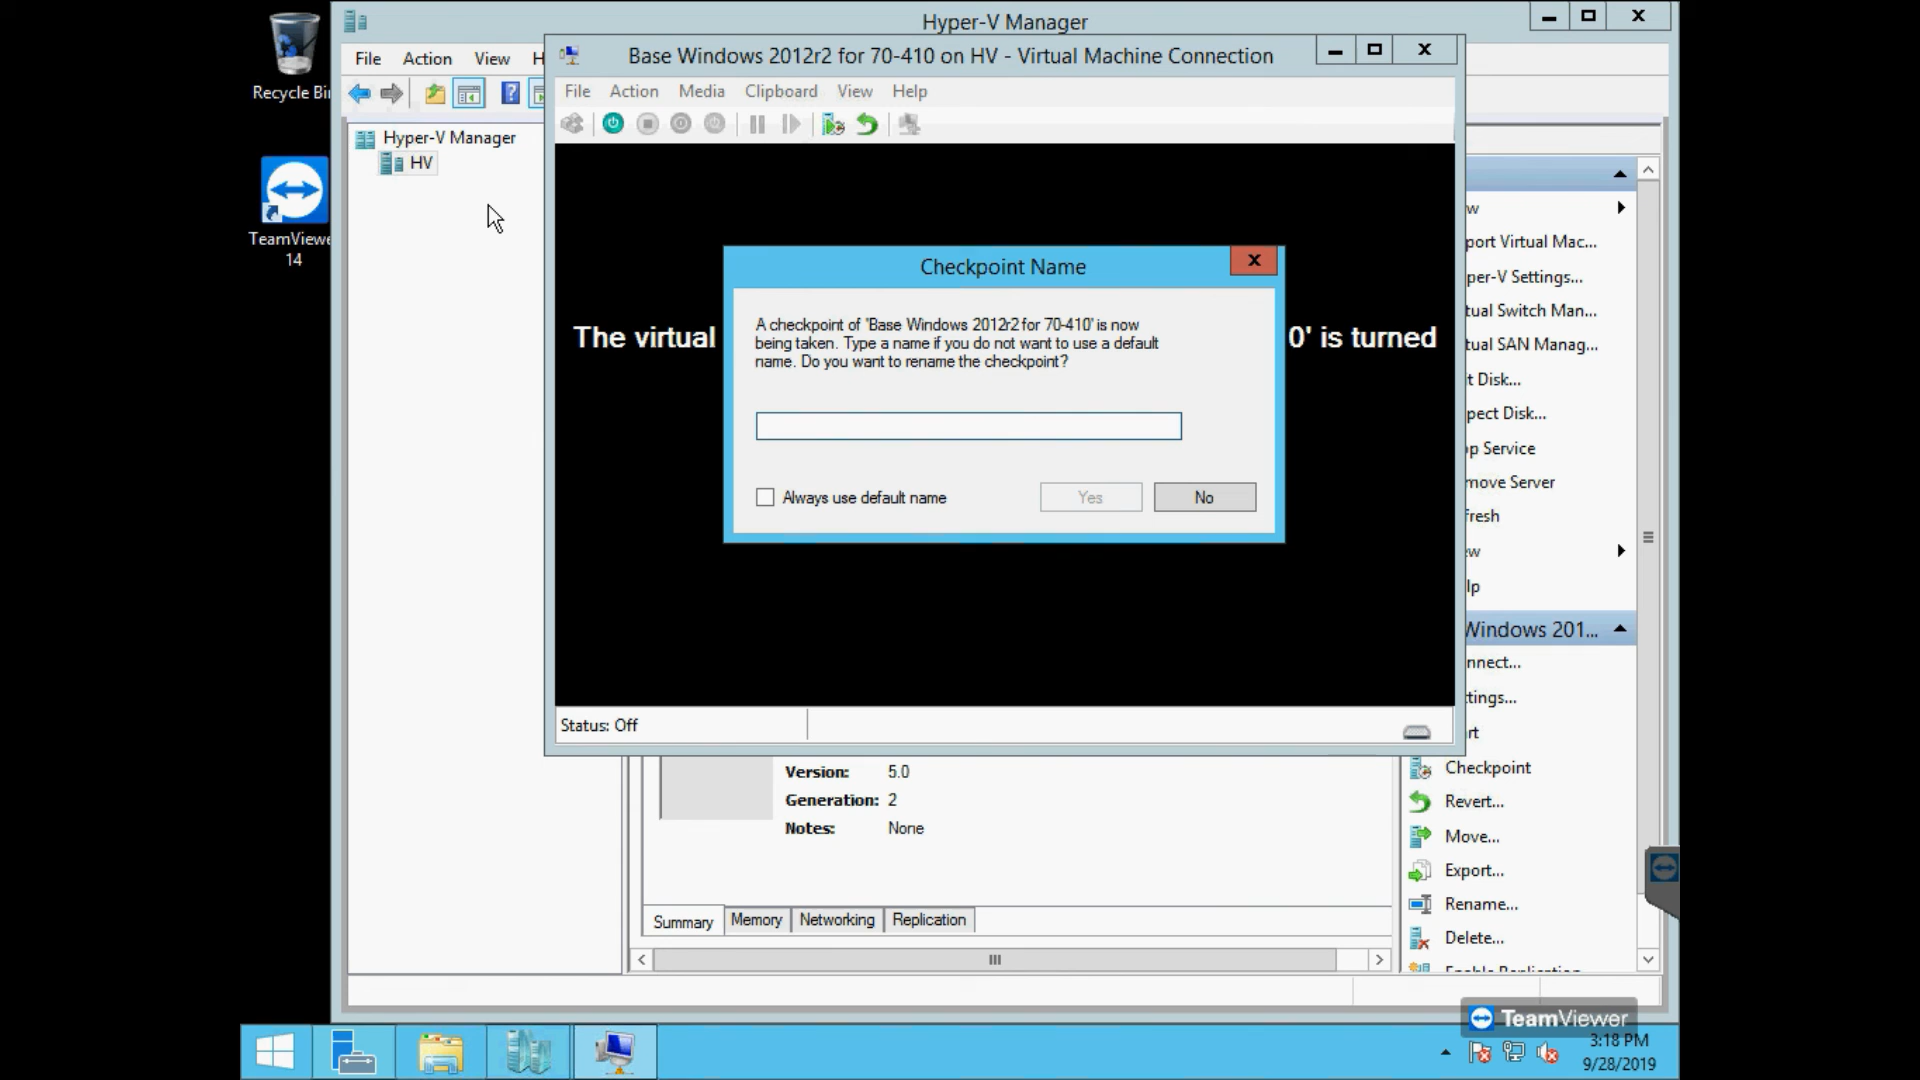 Recycle Bi
TeamViewe
14
Hyper-V Manager
File Action View H
Hyper-V Manager
HV
Base Windows 2012r2 for 70-410 on HV - Virtual Machine Connection
File Action Media Clipboard View Help
The virtual
0' is turned
Checkpoint Name
A checkpoint of 'Base Windows 2012r2 for 70-410' is now
being taken. Type a name if you do not want to use a default
name. Do you want to rename the checkpoint?
Always use default name
Yes
No
Status: Off
Version: 5.0
Generation: 2
Notes: None
Summary Memory Networking Replication
w
port Virtual Mac...
per-V Settings...
tual Switch Man...
tual SAN Manag...
t Disk...
pect Disk...
p Service
move Server
fresh
w
lp
Windows 201...
nnect...
tings...
rt
Checkpoint
Revert...
Move...
Export...
Rename...
Delete...
Enable Replication
TeamViewer
3:18 PM
9/28/2019